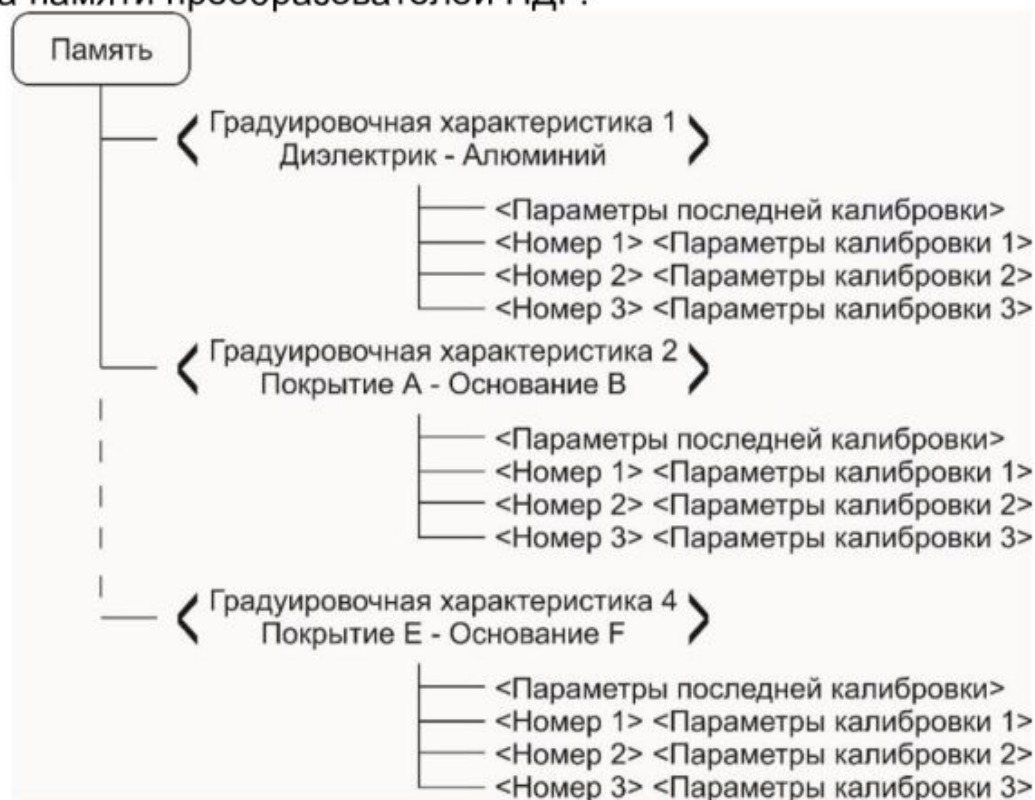 памяти преобразователей
Память
Градуировочная характеристика 1
Диэлектрик - Алюминий
<Параметры последней калибровки>
<Номер 1> <Параметры калибровки 1>
<Номер 2> <Параметры калибровки 2>
<Номер 3> <Параметры калибровки 3>
Градуировочная характеристика 2
Покрытие А - Основание В
<Параметры последней калибровки>
<Номер 1> <Параметры калибровки 1>
<Номер 2> <Параметры калибровки 2>
<Номер 3> <Параметры калибровки 3>
Градуировочная характеристика 4
Покрытие E - Основание F
<Параметры последней калибровки>
<Номер 1> <Параметры калибровки 1>
<Номер 2> <Параметры калибровки 2>
<Номер 3> <Параметры калибровки 3>